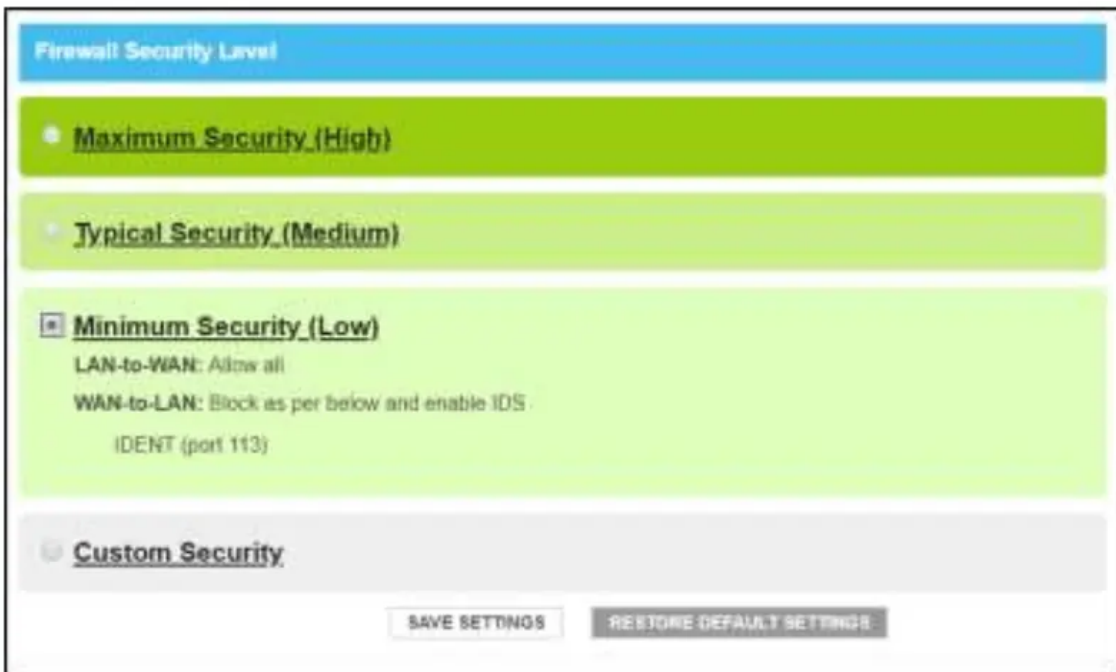 Firewall Security Level
Maximum Security (High)
Typical Security (Medium)
Minimum Security (Low)
LAN-to-WAN: Allow all
WAN-to-LAN: Block as per below and enable IDS
IDENT (port 113)
Custom Security
SAVE SETTINGS
RESTORE DEFAULT SETTINGS